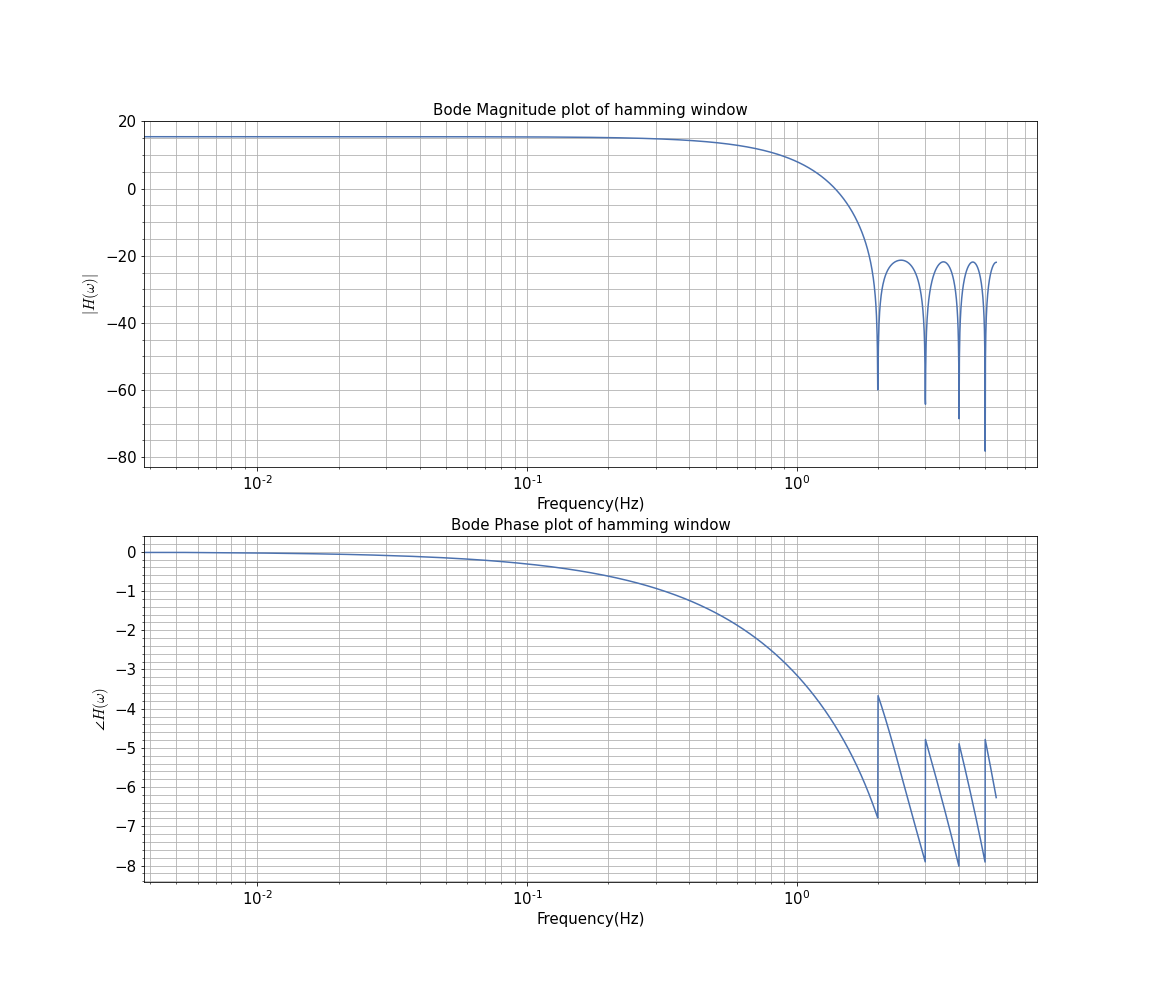 Bode Magnitude plot of hamming window
20
0
−20
−40
−60
−80
|H(ω)|
10^-2 10^-1 10^0
Frequency(Hz)
Bode Phase plot of hamming window
0
−1
−2
−3
−4
−5
−6
−7
−8
∠H(ω)
10^-2 10^-1 10^0
Frequency(Hz)